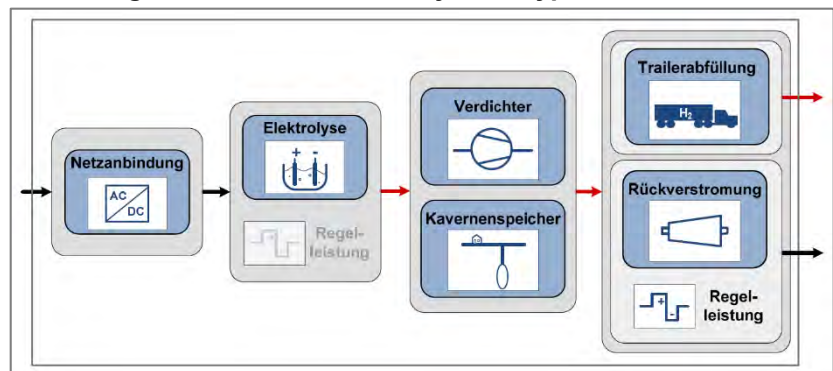 Netzanbindung
AC
DC
Elektrolyse
+ -
Regel-
leistung
Verdichter
Kavernenspeicher
Trailerabfüllung
H2
Rückverstromung
+
-
Regel-
leistung